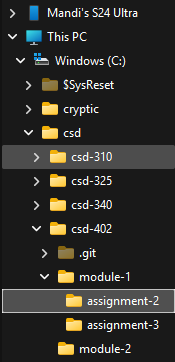 Mandi's S24 Ultra
This PC
Windows (C:)
$SysReset
cryptic
csd
csd-310
csd-325
csd-340
csd-402
.git
module-1
assignment-2
assignment-3
module-2